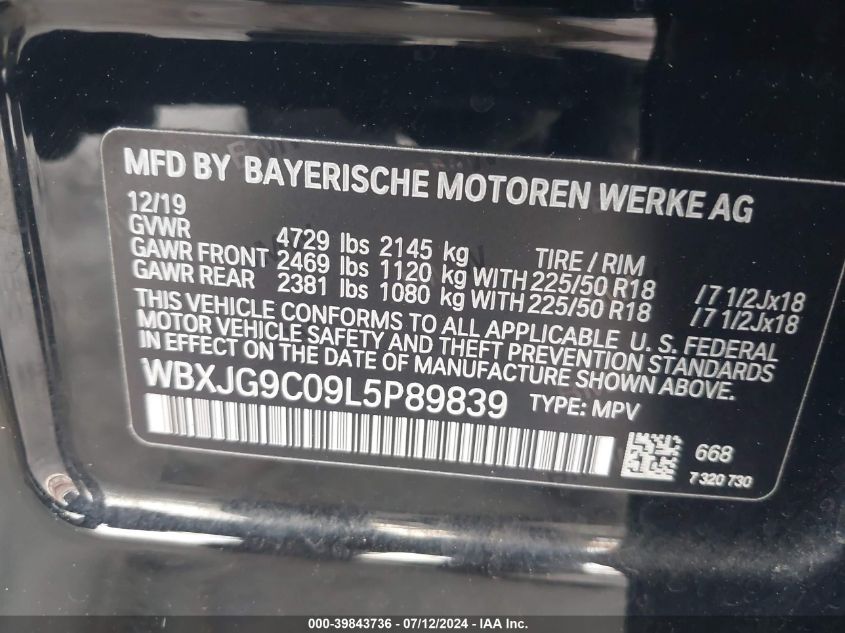 MFD BY BAYERISCHE MOTOREN WERKE AG
12/19
GVWR 4729 lbs 2145 kg TIRE / RIM
GAWR FRONT 2469 lbs 1120 kg WITH 225/50 R18 /7 1/2Jx18
GAWR REAR 2381 lbs 1080 kg WITH 225/50 R18 /7 1/2Jx18
THIS VEHICLE CONFORMS TO ALL APPLICABLE U. S. FEDERAL
MOTOR VEHICLE SAFETY AND THEFT PREVENTION STANDARDS
IN EFFECT ON THE DATE OF MANUFACTURE SHOWN ABOVE.
WBXJG9C09L5P89839 TYPE: MPV
668
7 320 730
000-39843736 - 07/12/2024 - IAA Inc.